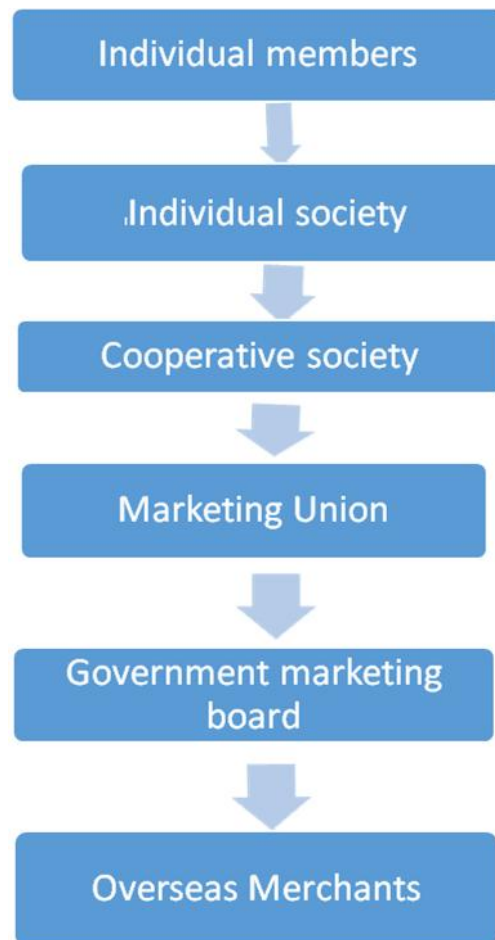 Individual members
Individual society
Cooperative society
Marketing Union
Government marketing
board
Overseas Merchants